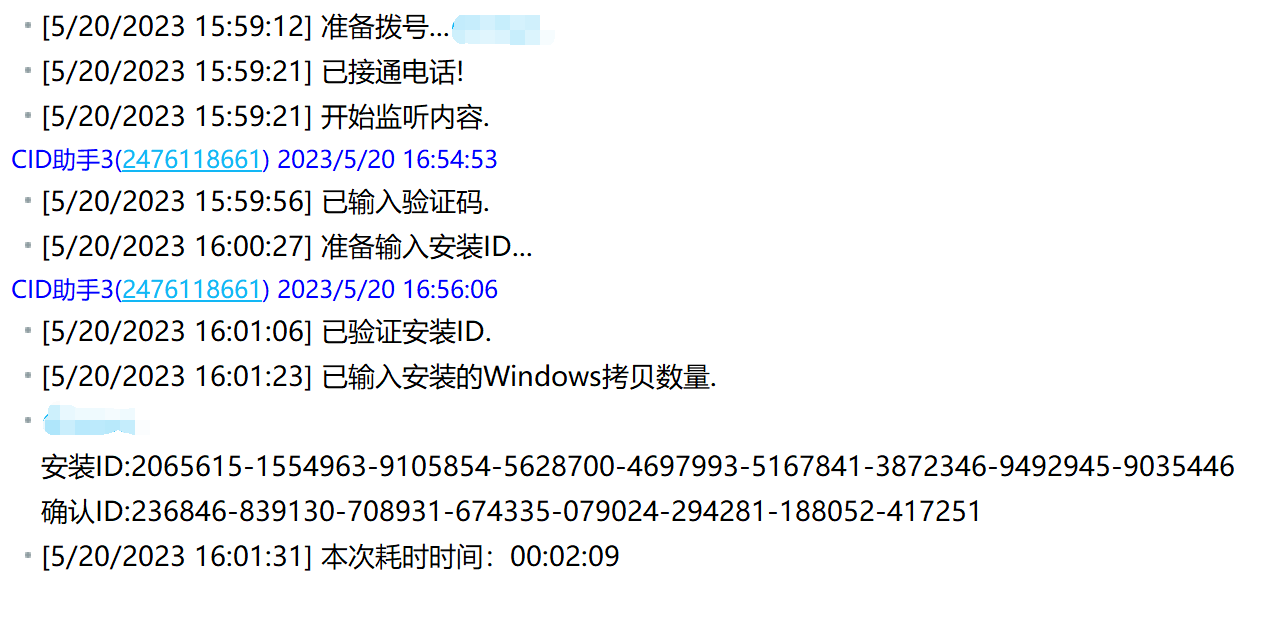 [5/20/2023 15:59:12] 准备拨号...
[5/20/2023 15:59:21] 已接通电话!
[5/20/2023 15:59:21] 开始监听内容.
CID助手3(2476118661) 2023/5/20 16:54:53
[5/20/2023 15:59:56] 已输入验证码.
[5/20/2023 16:00:27] 准备输入安装ID...
CID助手3(2476118661) 2023/5/20 16:56:06
[5/20/2023 16:01:06] 已验证安装ID.
[5/20/2023 16:01:23] 已输入安装的Windows拷贝数量.
安装ID:2065615-1554963-9105854-5628700-4697993-5167841-3872346-9492945-9035446
确认ID:236846-839130-708931-674335-079024-294281-188052-417251
[5/20/2023 16:01:31] 本次耗时时间：00:02:09